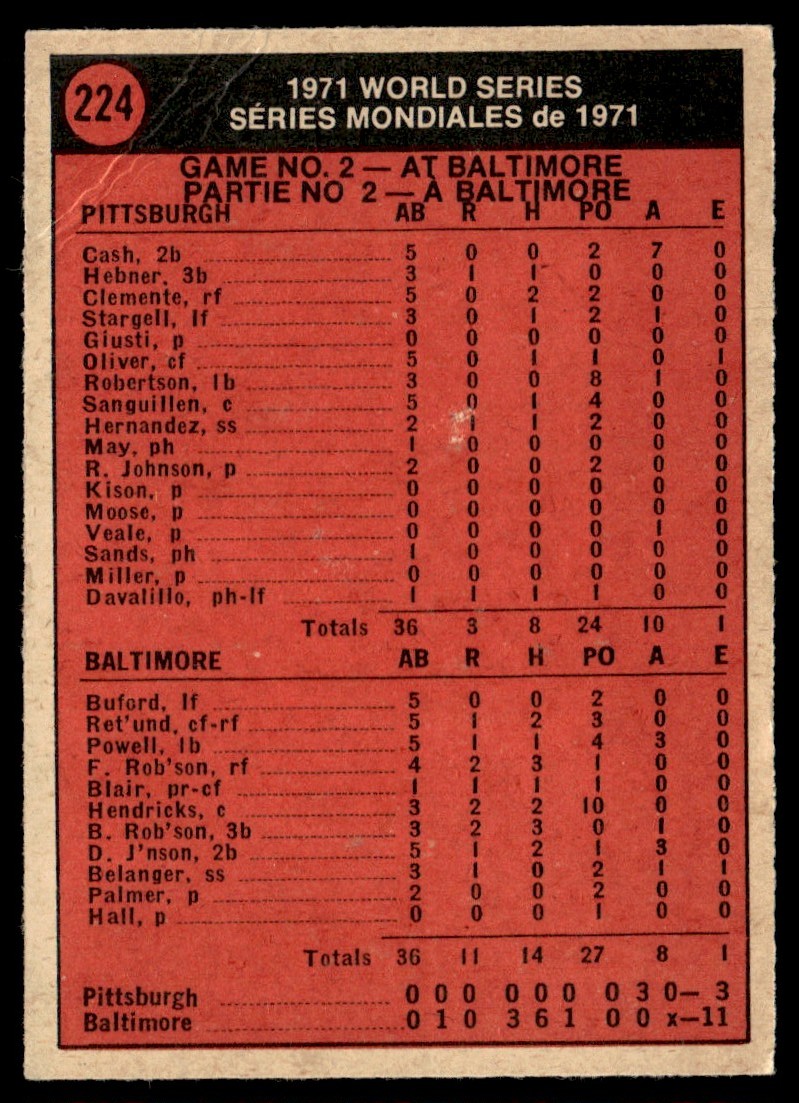 224
1971 WORLD SERIES
SÉRIES MONDIALES de 1971
GAME NO. 2 — AT BALTIMORE
PARTIE NO 2 — À BALTIMORE
PITTSBURGH AB R H PO A E
Cash, 2b 5 0 0 2 7 0
Hebner, 3b 3 1 1 0 0 0
Clemente, rf 5 0 2 2 0 0
Stargell, lf 3 0 1 2 1 0
Giusti, p 0 0 0 0 0 0
Oliver, cf 5 0 1 1 0 1
Robertson, 1b 3 0 0 8 1 0
Sanguillen, c 5 0 1 4 0 0
Hernandez, ss 2 1 1 2 0 0
May, ph 1 0 0 0 0 0
R. Johnson, p 2 0 0 2 0 0
Kison, p 0 0 0 0 0 0
Moose, p 0 0 0 0 0 0
Veale, p 0 0 0 0 1 0
Sands, ph 1 0 0 0 0 0
Miller, p 0 0 0 0 0 0
Davalillo, ph-lf 1 1 1 1 0 0
Totals 36 3 8 24 10 1
BALTIMORE AB R H PO A E
Buford, lf 5 0 0 2 0 0
Ret'und, cf-rf 5 1 2 3 0 0
Powell, 1b 5 1 1 4 3 0
F. Rob'son, rf 4 2 3 1 0 0
Blair, pr-cf 1 1 1 1 0 0
Hendricks, c 3 2 2 10 0 0
B. Rob'son, 3b 3 2 3 0 1 0
D. J'nson, 2b 5 1 2 1 3 0
Belanger, ss 3 1 0 2 1 1
Palmer, p 2 0 0 2 0 0
Hall, p 0 0 0 1 0 0
Totals 36 11 14 27 8 1
Pittsburgh 0 0 0 0 0 0 0 3 0— 3
Baltimore 0 1 0 3 6 1 0 0 x—11